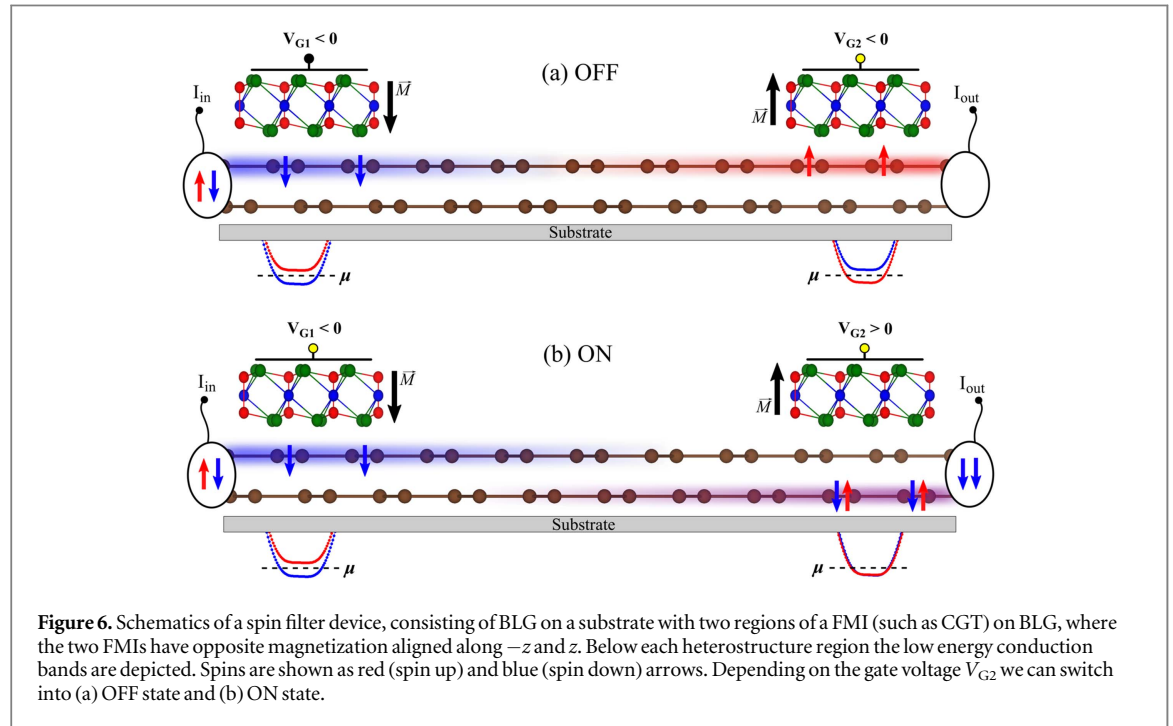 V_G1 < 0
V_G2 < 0
(a) OFF
M⃗
M⃗
I_in
I_out
Substrate
μ
μ
V_G1 < 0
V_G2 > 0
(b) ON
M⃗
M⃗
I_in
I_out
Substrate
μ
μ
Figure 6. Schematics of a spin filter device, consisting of BLG on a substrate with two regions of a FMI (such as CGT) on BLG, where
the two FMIs have opposite magnetization aligned along −z and z. Below each heterostructure region the low energy conduction
bands are depicted. Spins are shown as red (spin up) and blue (spin down) arrows. Depending on the gate voltage V_G2 we can switch
into (a) OFF state and (b) ON state.